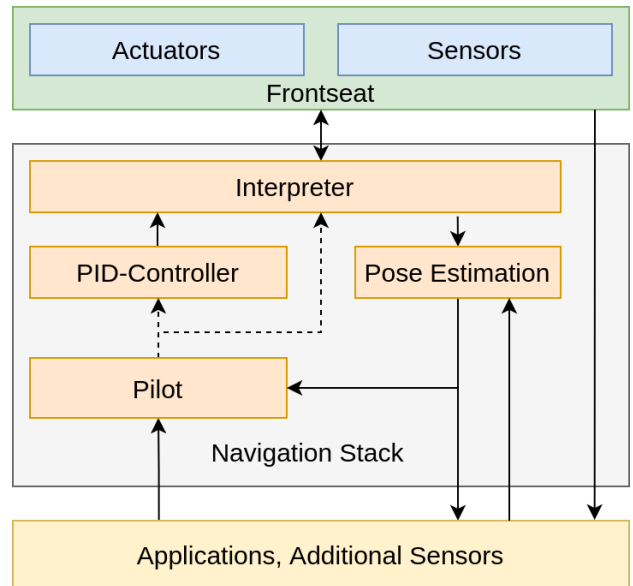 Actuators
Sensors
Frontseat
Interpreter
PID-Controller
Pose Estimation
Pilot
Navigation Stack
Applications, Additional Sensors